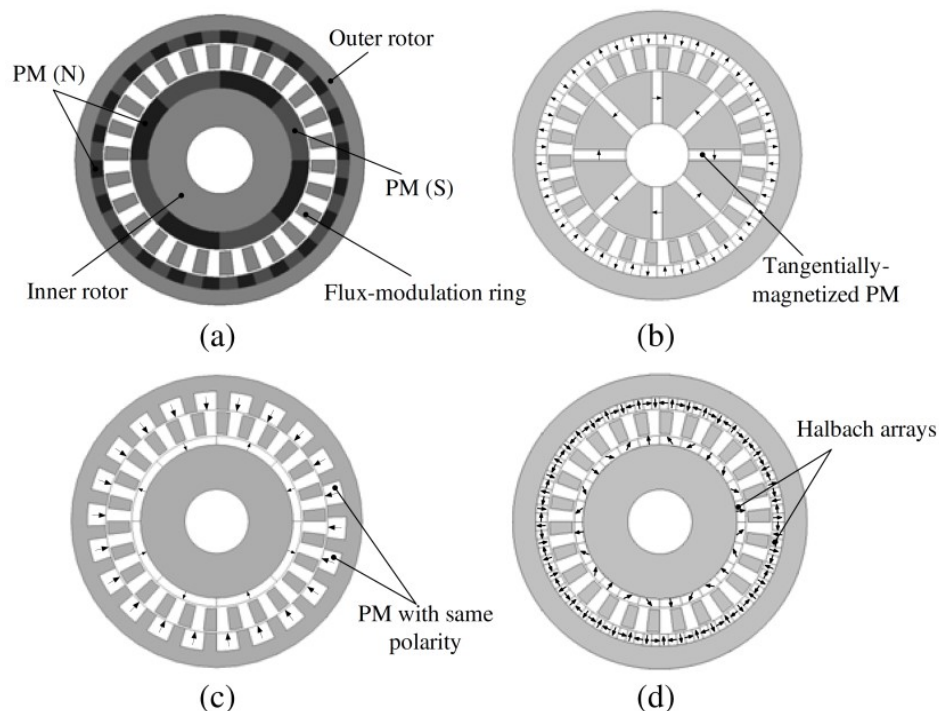 Outer rotor
PM (N)
PM (S)
Inner rotor
Flux-modulation ring
(a)
Tangentially-
magnetized PM
(b)
PM with same
polarity
(c)
Halbach arrays
(d)